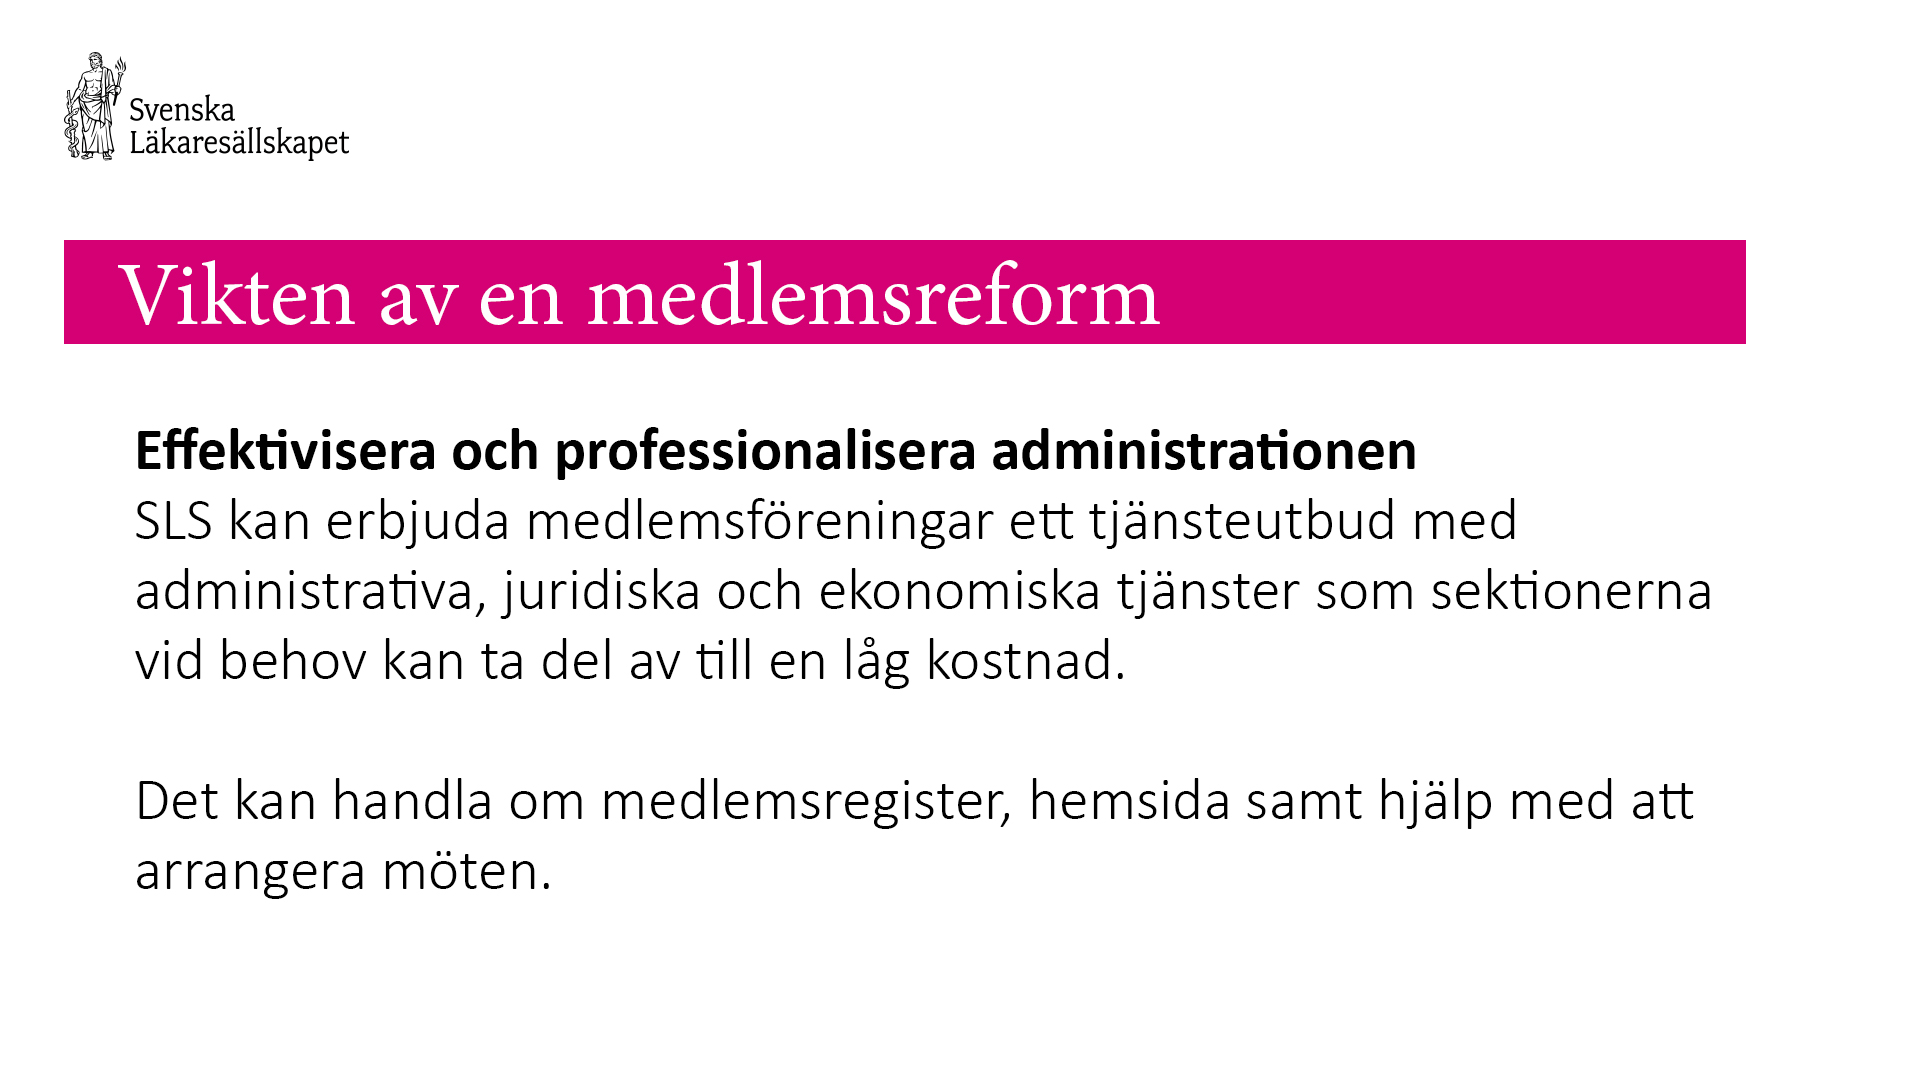 Svenska
Läkaresällskapet
Vikten av en medlemsreform
Effektivisera och professionalisera administrationen
SLS kan erbjuda medlemsföreningar ett tjänsteutbud med
administrativa, juridiska och ekonomiska tjänster som sektionerna
vid behov kan ta del av till en låg kostnad.
Det kan handla om medlemsregister, hemsida samt hjälp med att
arrangera möten.